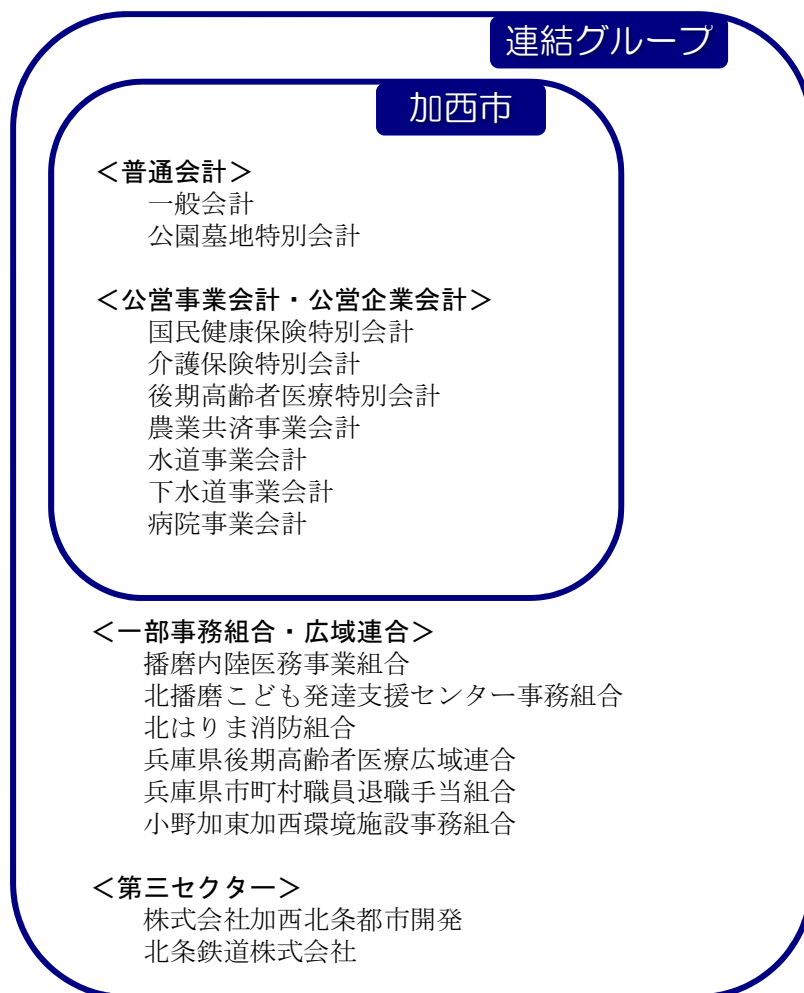 連結グループ
加西市
＜普通会計＞
一般会計
公園墓地特別会計
＜公営事業会計・公営企業会計＞
国民健康保険特別会計
介護保険特別会計
後期高齢者医療特別会計
農業共済事業会計
水道事業会計
下水道事業会計
病院事業会計
＜一部事務組合・広域連合＞
播磨内陸医務事業組合
北播磨こども発達支援センター事務組合
北はりま消防組合
兵庫県後期高齢者医療広域連合
兵庫県市町村職員退職手当組合
小野加東加西環境施設事務組合
＜第三セクター＞
株式会社加西北条都市開発
北条鉄道株式会社